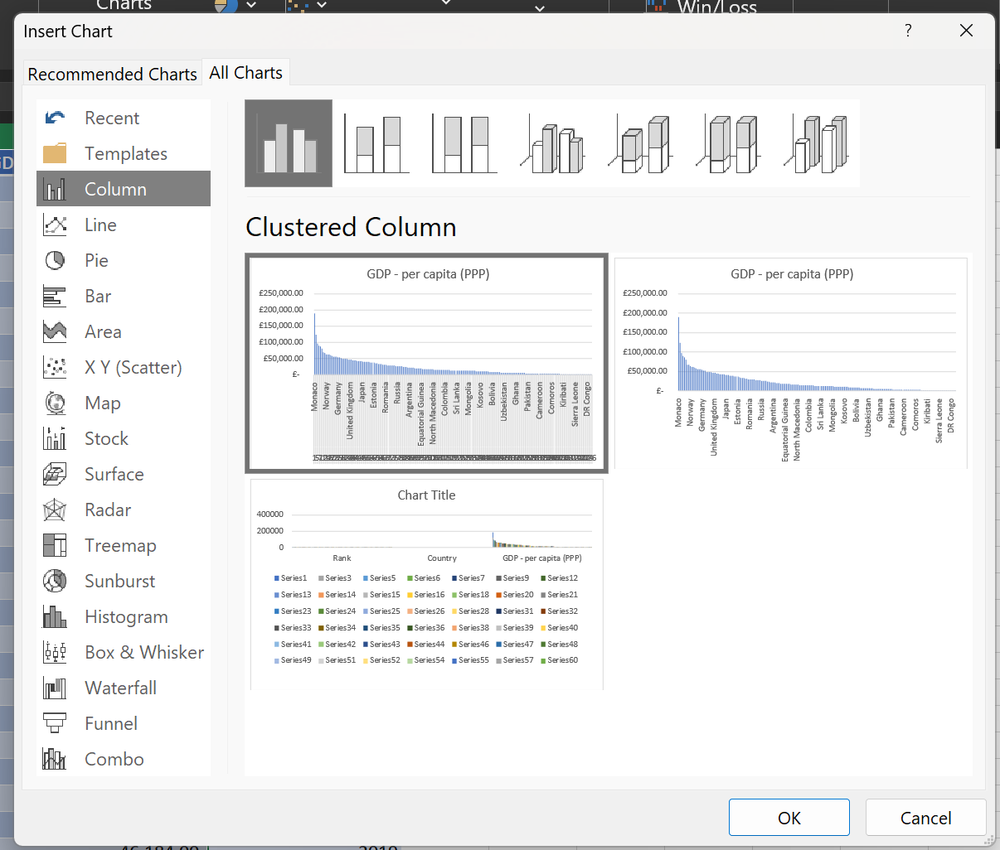 Charts
Win/Loss
Insert Chart
?
Recommended Charts
All Charts
Recent
Templates
Column
Line
Pie
Bar
Area
X Y (Scatter)
Map
Stock
Surface
Radar
Treemap
Sunburst
Histogram
Box & Whisker
Waterfall
Funnel
Combo
Clustered Column
GDP - per capita (PPP)
£250,000.00
£200,000.00
£150,000.00
£100,000.00
£50,000.00
£-
Monaco
Norway
Germany
United Kingdom
Japan
Estonia
Romania
Russia
Argentina
Equatorial Guinea
North Macedonia
Colombia
Sri Lanka
Mongolia
Kosovo
Bolivia
Uzbekistan
Ghana
Pakistan
Cameroon
Comoros
Kiribati
Sierra Leone
DR Congo
GDP - per capita (PPP)
£250,000.00
£200,000.00
£150,000.00
£100,000.00
£50,000.00
£-
Monaco
Norway
Germany
United Kingdom
Japan
Estonia
Romania
Russia
Argentina
Equatorial Guinea
North Macedonia
Colombia
Sri Lanka
Mongolia
Kosovo
Bolivia
Uzbekistan
Ghana
Pakistan
Cameroon
Comoros
Kiribati
Sierra Leone
DR Congo
Chart Title
400000
200000
0
Rank Country GDP - per capita (PPP)
Series1 Series3 Series5 Series6 Series7 Series9 Series12
Series13 Series14 Series15 Series16 Series18 Series20 Series21
Series23 Series24 Series25 Series26 Series28 Series31 Series32
Series33 Series34 Series35 Series36 Series38 Series39 Series40
Series41 Series42 Series43 Series44 Series46 Series47 Series48
Series49 Series51 Series52 Series54 Series55 Series57 Series60
OK
Cancel